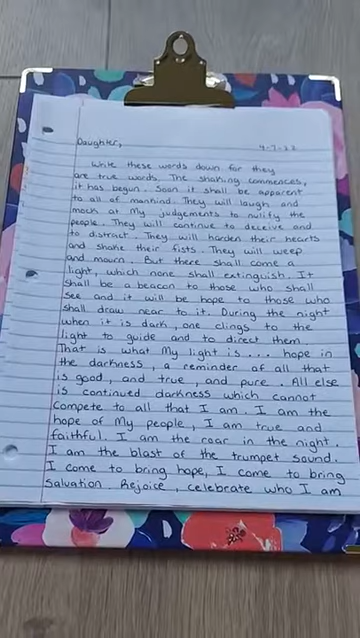 Daughter, 4-7-22
Write these words down for they
are true words. The shaking commences,
it has begun. Soon it shall be apparent
to all of mankind. They will laugh and
mock at My judgements to nullify the
people. They will continue to deceive and
to distract. They will harden their hearts
and shake their fists. They will weep
and mourn. But there shall come a
light, which none shall extinguish. It
shall be a beacon to those who shall
see and it will be hope to those who
shall draw near to it. During the night
when it is dark, one clings to the
light to guide and to direct them.
That is what My light is... hope in
the darkness, a reminder of all that
is good, and true, and pure. All else
is continued darkness which cannot
compete to all that I am. I am the
hope of My people, I am true and
faithful. I am the roar in the night.
I am the blast of the trumpet sound.
I come to bring hope, I come to bring
salvation. Rejoice, celebrate who I am